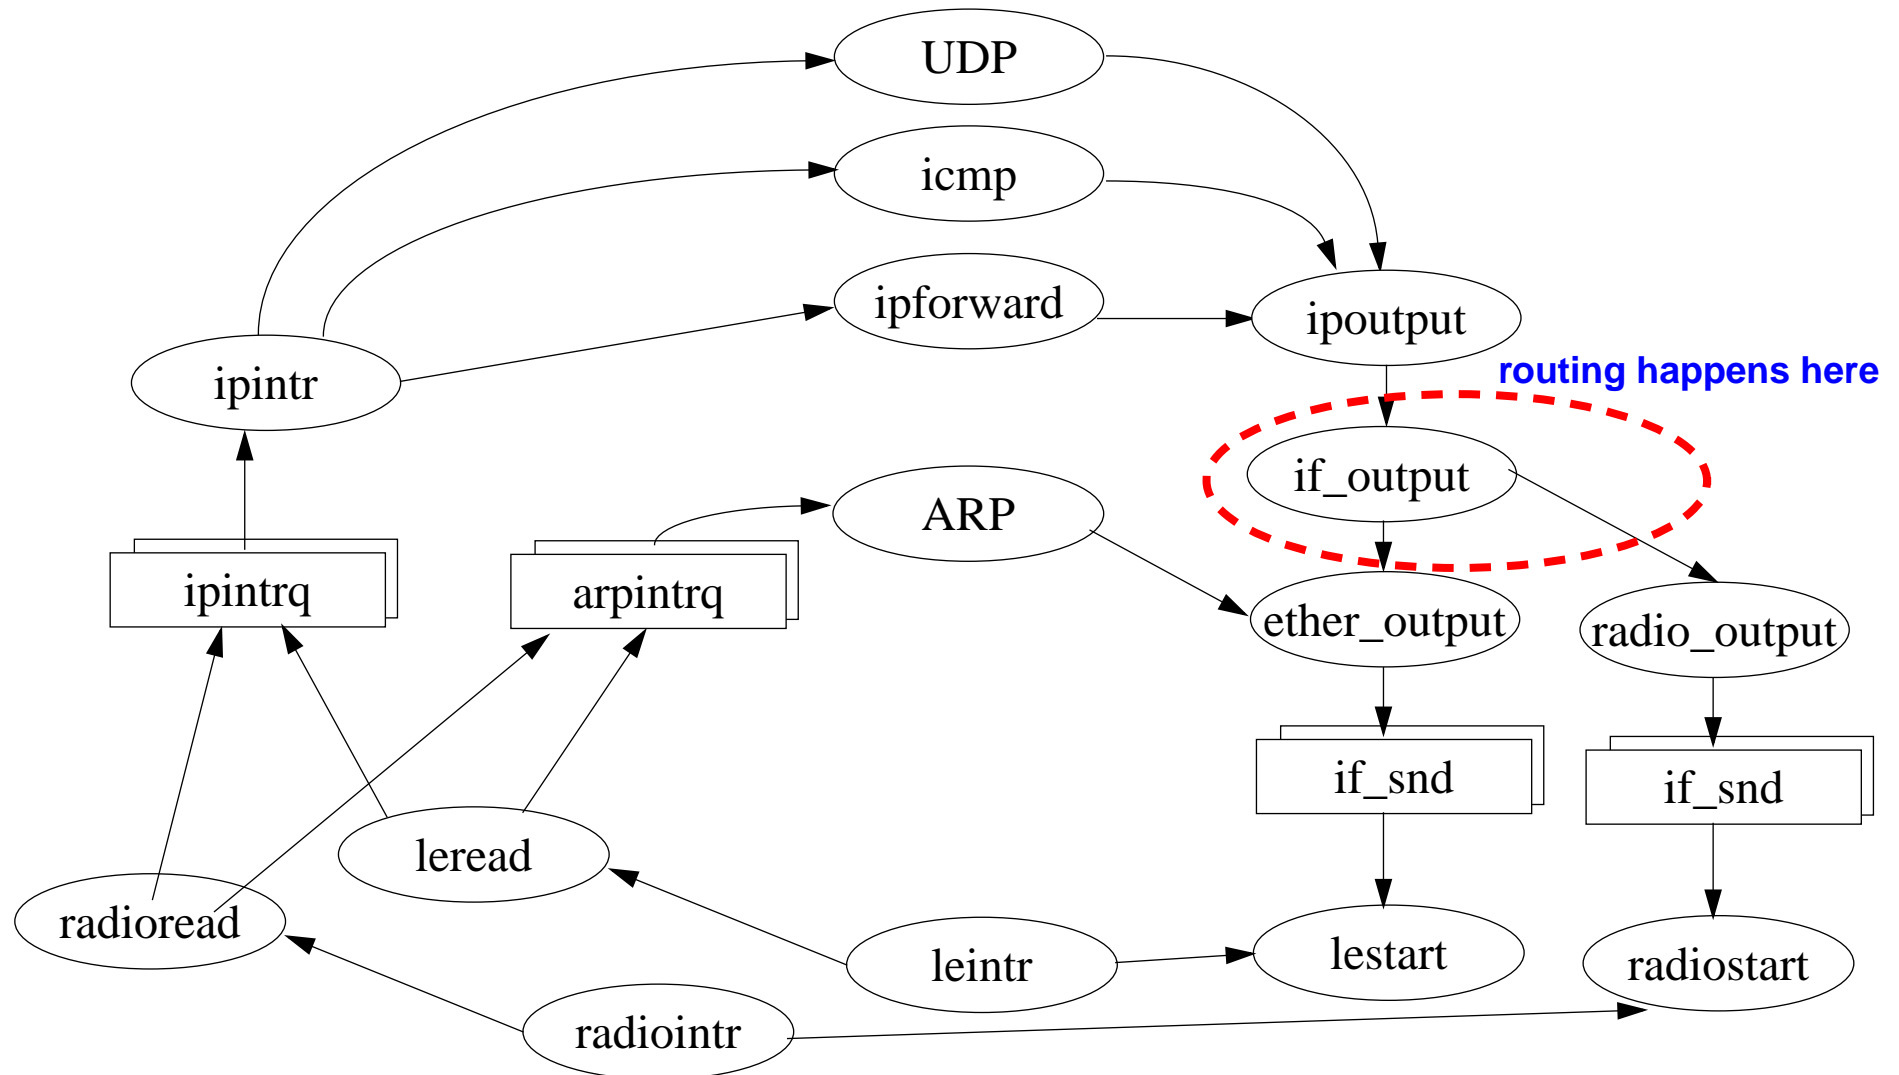 UDP
icmp
ipforward
ipoutput
routing happens here
ipintr
if_output
ARP
ipintrq
arpintrq
ether_output
radio_output
if_snd
if_snd
leread
radioread
leintr
lestart
radiostart
radiointr